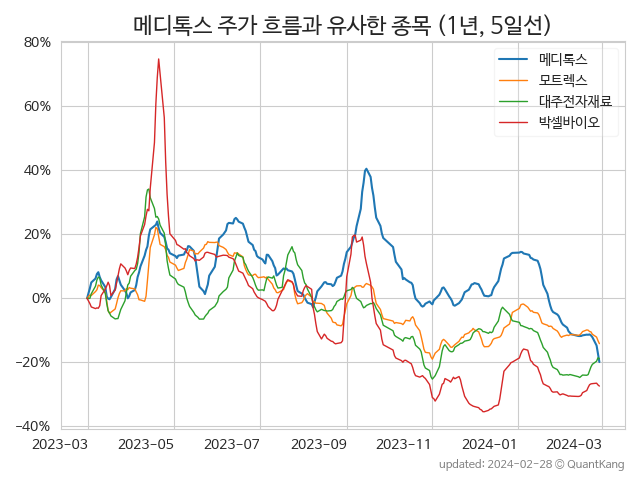 메디톡스 주가 흐름과 유사한 종목 (1년, 5일선)
메디톡스
모트렉스
대주전자재료
박셀바이오
80%
60%
40%
20%
0%
−20%
−40%
2023-03 2023-05 2023-07 2023-09 2023-11 2024-01 2024-03
updated: 2024-02-28 © QuantKang